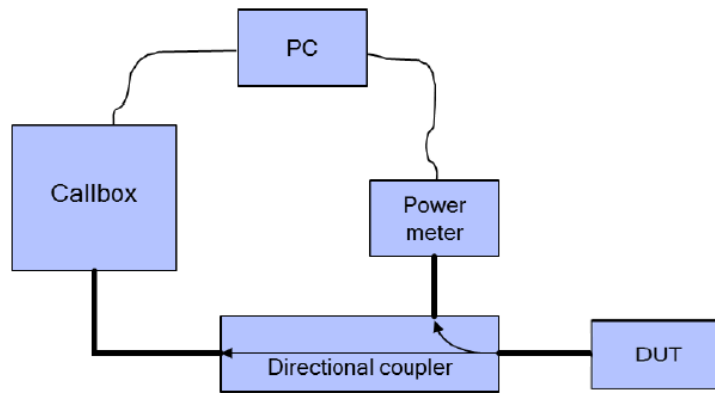 PC
Callbox
Power
meter
Directional coupler
DUT